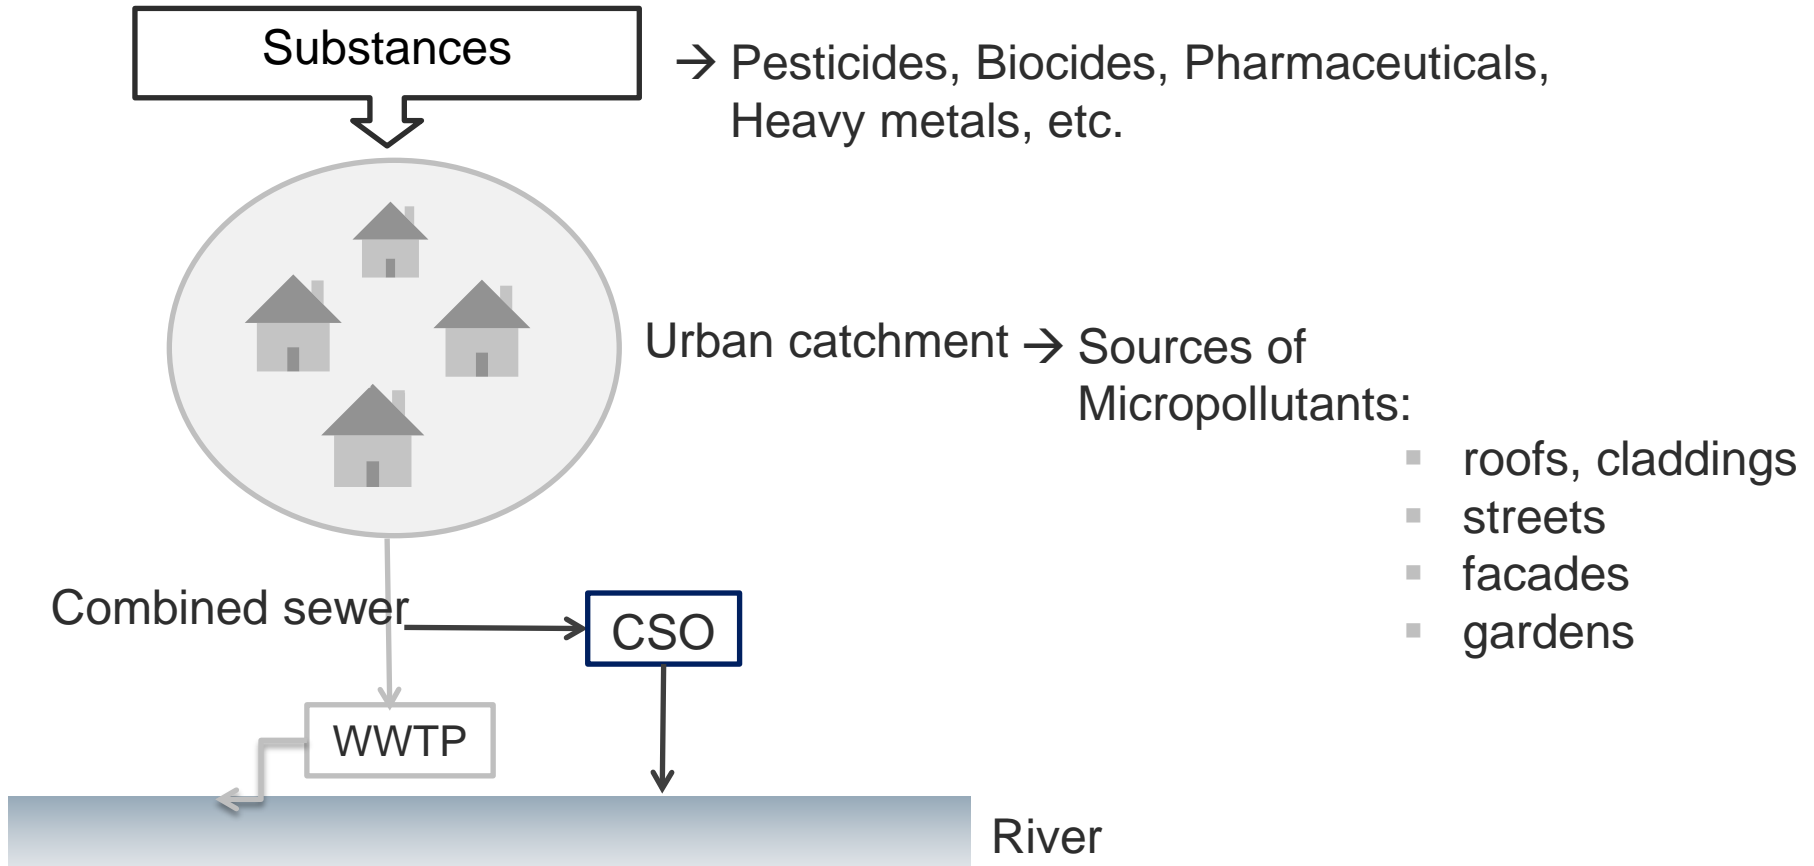 Substances
→ Pesticides, Biocides, Pharmaceuticals,
Heavy metals, etc.
Urban catchment → Sources of
Micropollutants:
▪ roofs, claddings
▪ streets
▪ facades
▪ gardens
Combined sewer
CSO
WWTP
River